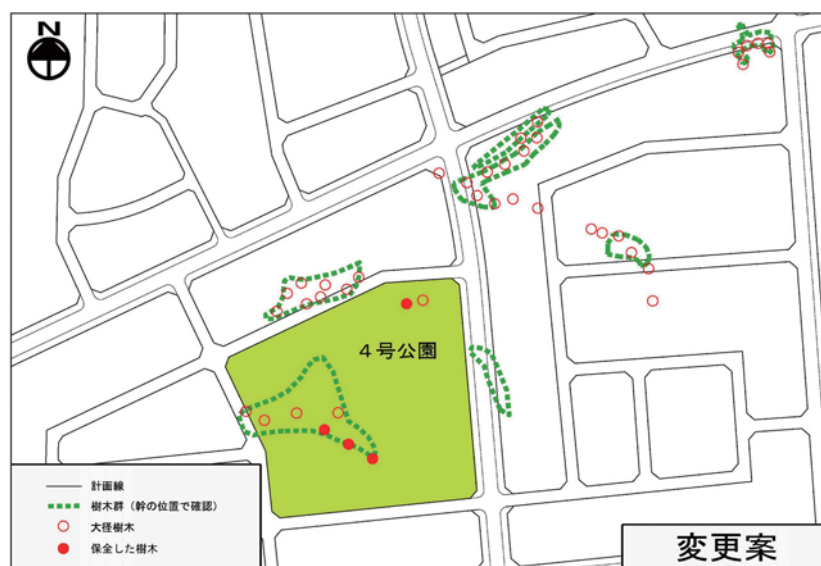 N
4号公園
計画線
樹木群（幹の位置で確認）
大径樹木
保全した樹木
変更案